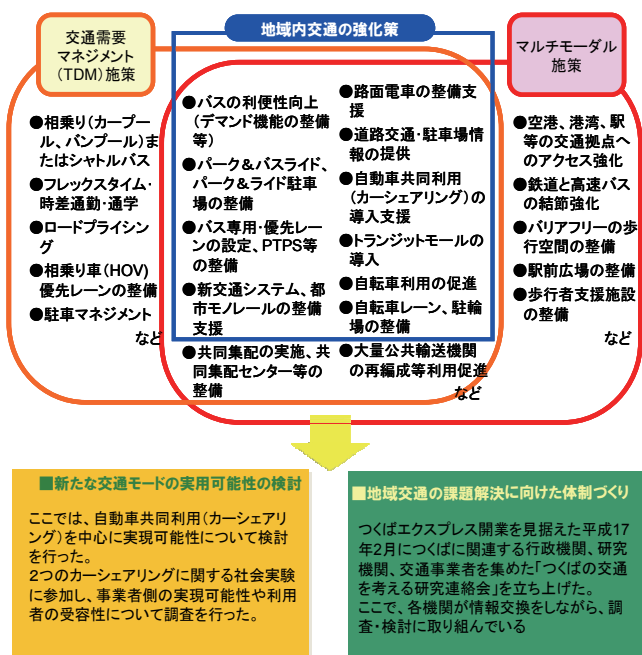 交通需要
マネジメント
(TDM)施策
地域内交通の強化策
マルチモーダル
施策
●相乗り(カープー
ル、バンプール)ま
たはシャトルバス
●フレックスタイム・
時差通勤・通学
●ロードプライシン
グ
●相乗り車(HOV)
優先レーンの整備
●駐車マネジメント
など
●バスの利便性向上
(デマンド機能の整備
等)
●パーク&バスライド、
パーク&ライド駐車
場の整備
●バス専用・優先レー
ンの設定、PTPS等
の整備
●新交通システム、都
市モノレールの整備
支援
●共同集配の実施、共
同集配センター等の
整備
●路面電車の整備支
援
●道路交通・駐車場情
報の提供
●自動車共同利用
(カーシェアリング)の
導入支援
●トランジットモールの
導入
●自転車利用の促進
●自転車レーン、駐輪
場の整備
●大量公共輸送機関
の再編成等利用促進
など
●空港、港湾、駅
等の交通拠点へ
のアクセス強化
●鉄道と高速バス
の結節強化
●バリアフリーの歩
行空間の整備
●駅前広場の整備
●歩行者支援施設
の整備
など
■新たな交通モードの実用可能性の検討
ここでは、自動車共同利用(カーシェアリ
ング)を中心に実現可能性について検討
を行った。
2つのカーシェアリングに関する社会実験
に参加し、事業者側の実現可能性や利用
者の受容性について調査を行った。
■地域交通の課題解決に向けた体制づくり
つくばエクスプレス開業を見据えた平成17
年2月につくばに関連する行政機関、研究
機関、交通事業者を集めた「つくばの交通
を考える研究連絡会」を立ち上げた。
ここで、各機関が情報交換をしながら、調
査・検討に取り組んでいる